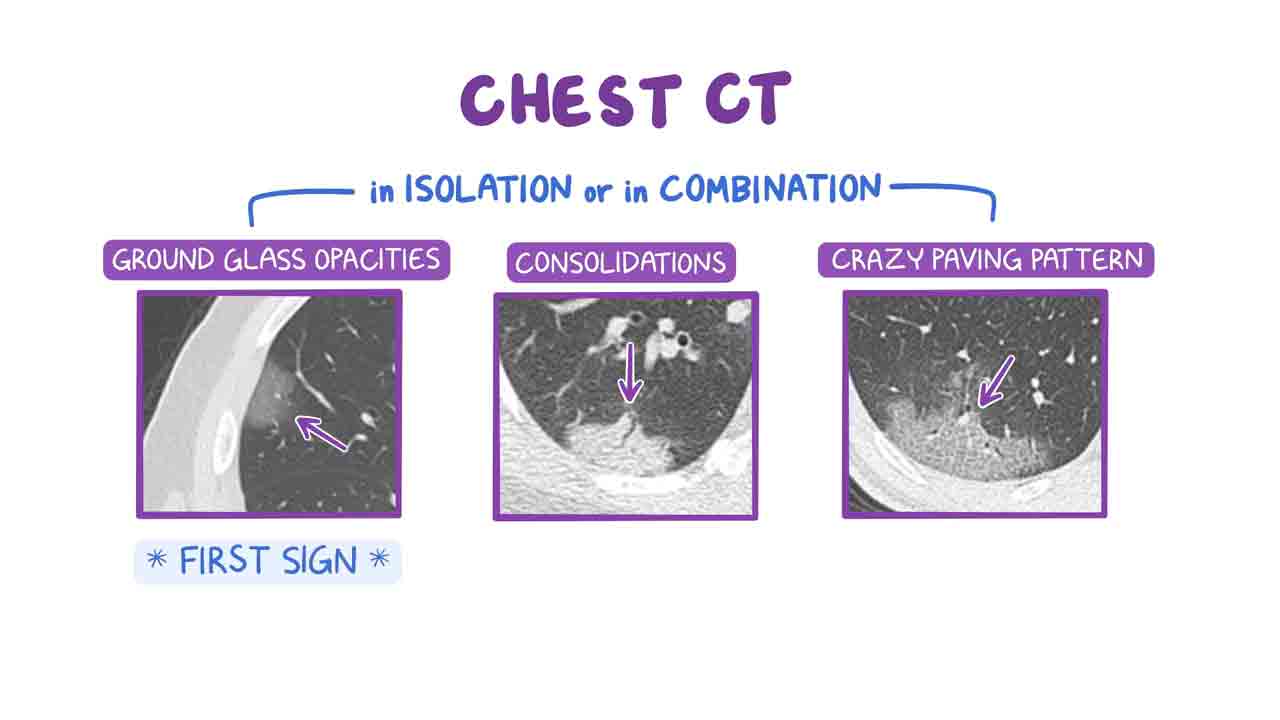 CHEST CT
in ISOLATION or in COMBINATION
GROUND GLASS OPACITIES
CONSOLIDATIONS
CRAZY PAVING PATTERN
* FIRST SIGN *